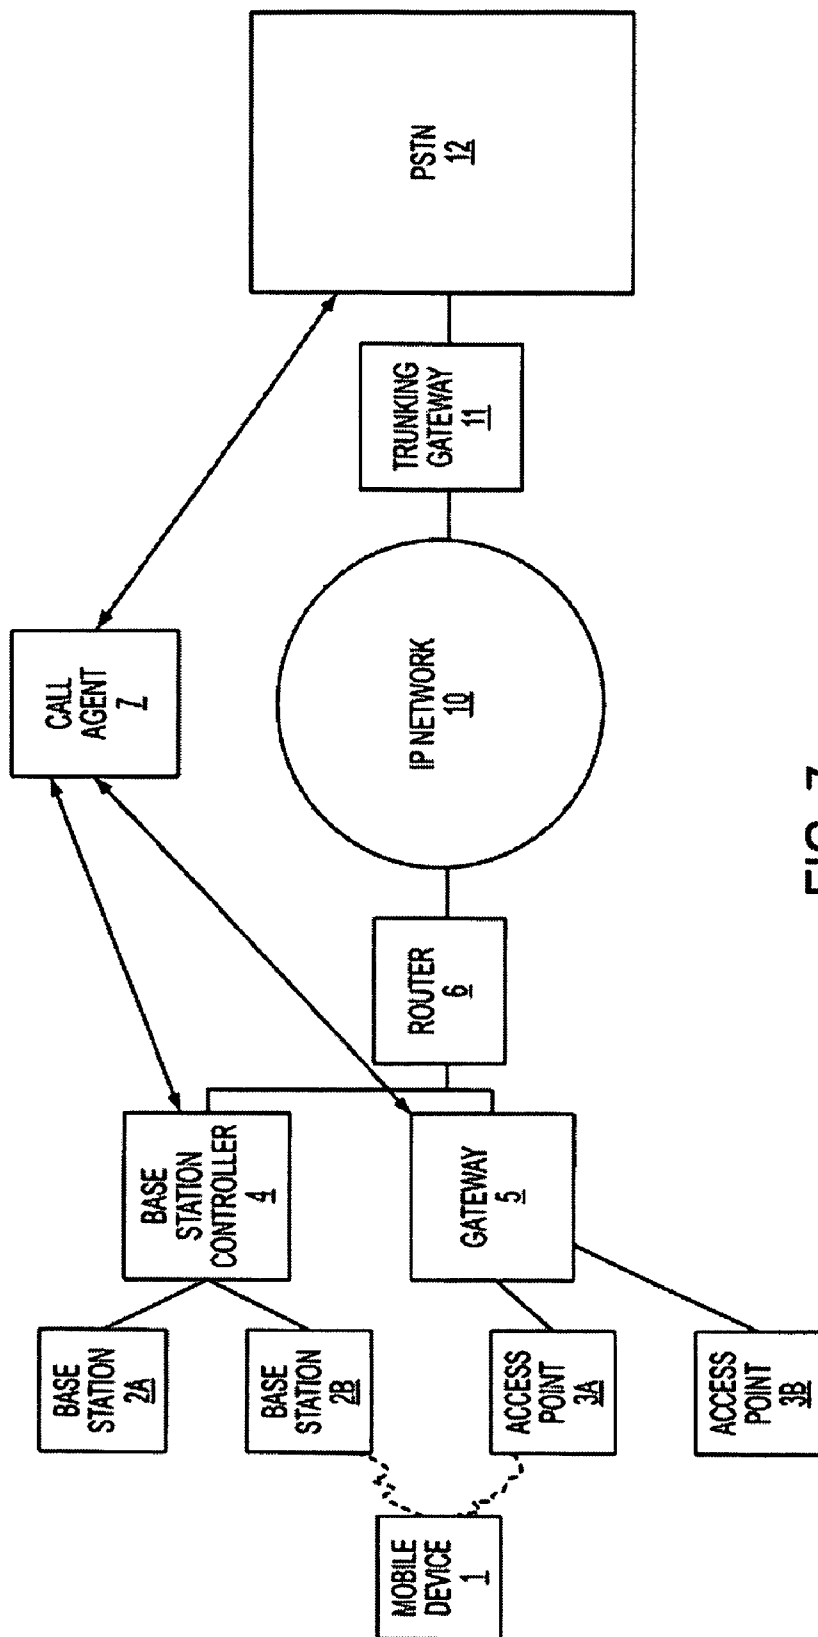 MOBILE
DEVICE
1
BASE
STATION
2A
BASE
STATION
2B
ACCESS
POINT
3A
ACCESS
POINT
3B
BASE
STATION
CONTROLLER
4
GATEWAY
5
ROUTER
6
CALL
AGENT
7
IP NETWORK
10
TRUNKING
GATEWAY
11
PSTN
12